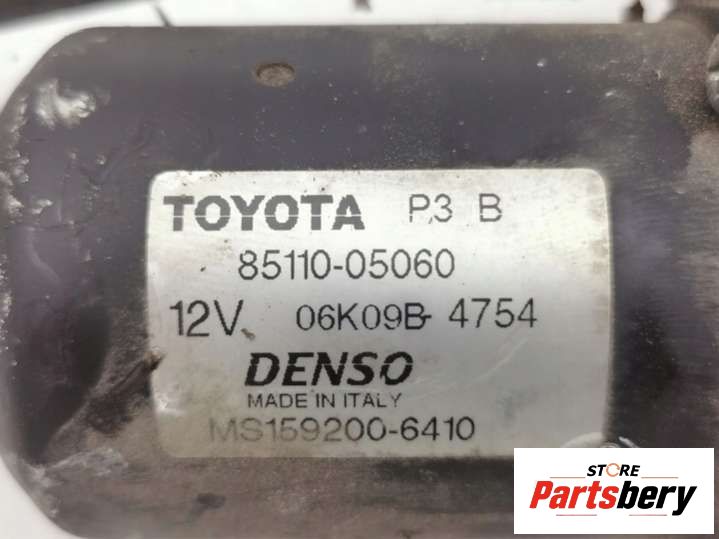 TOYOTA P3 B
85110-05060
12V 06K09B- 4754
DENSO
MADE IN ITALY
MS159200-6410
STORE
Partsbery